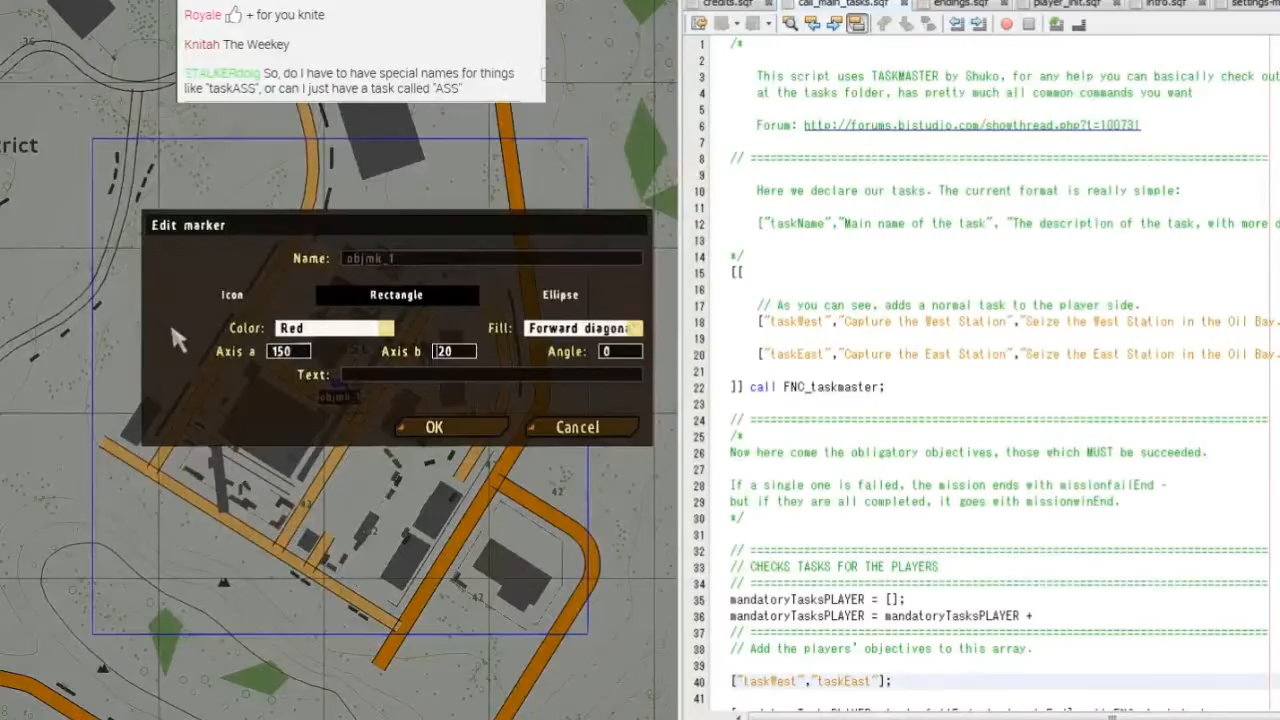 Royale + for you knite
Knitah The Weekey
STALKERdoig So, do I have to have special names for things
like "taskASS", or can I just have a task called "ASS"
trict
Edit marker
Name: objmk_1
Icon Rectangle Ellipse
Color: Red Fill: Forward diagona
Axis a 150 Axis b 20 Angle: 0
Text:
objmk_1
OK Cancel
42
credits.sqf call_main_tasks.sqf endings.sqf player_init.sqf intro.sqf settings-m
1 /*
2
3 This script uses TASKMASTER by Shuko, for any help you can basically check out
4 at the tasks folder, has pretty much all common commands you want
5
6 Forum: http://forums.bistudio.com/showthread.php?t=100731
7
8 // ================================================================
9
10 Here we declare our tasks. The current format is really simple:
11
12 ["taskName","Main name of the task", "The description of the task, with more d
13
14 */
15 [[
16
17 // As you can see, adds a normal task to the player side.
18 ["taskWest","Capture the West Station","Seize the West Station in the Oil Bay.
19
20 ["taskEast","Capture the East Station","Seize the East Station in the Oil Bay.
21
22 ]] call FNC_taskmaster;
23
24 // ================================================================
25 /*
26 Now here come the obligatory objectives, those which MUST be succeeded.
27
28 If a single one is failed, the mission ends with missionfailEnd -
29 but if they are all completed, it goes with missionwinEnd.
30 */
31
32 // ================================================================
33 // CHECKS TASKS FOR THE PLAYERS
34 // ================================================================
35 mandatoryTasksPLAYER = [];
36 mandatoryTasksPLAYER = mandatoryTasksPLAYER +
37 // ================================================================
38 // Add the players' objectives to this array.
39
40 ["taskWest","taskEast"];
41